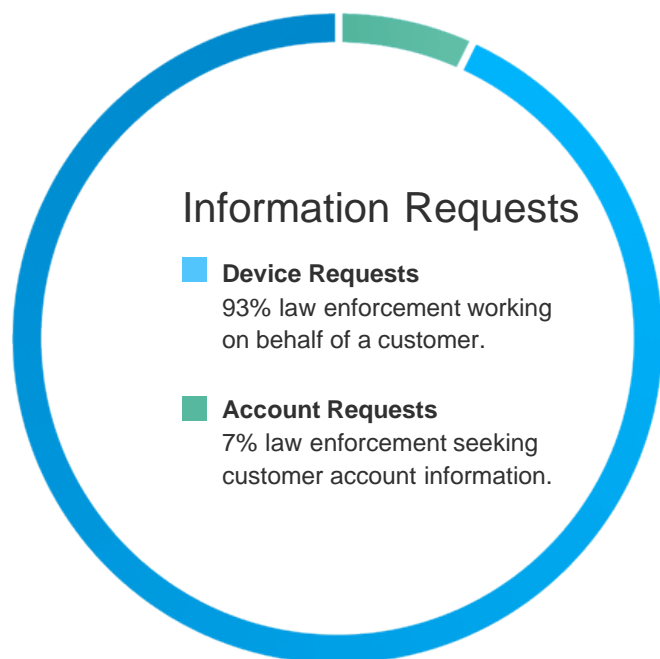 Information Requests
Device Requests
93% law enforcement working
on behalf of a customer.
Account Requests
7% law enforcement seeking
customer account information.